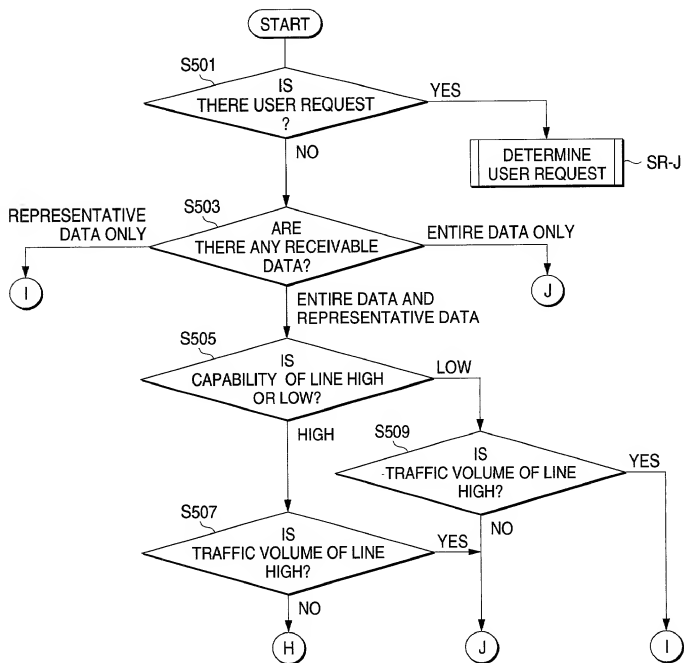 START
S501
IS
THERE USER REQUEST
?
YES
NO
DETERMINE
USER REQUEST
SR-J
S503
REPRESENTATIVE
DATA ONLY
ARE
THERE ANY RECEIVABLE
DATA?
ENTIRE DATA ONLY
I
J
ENTIRE DATA AND
REPRESENTATIVE DATA
S505
IS
CAPABILITY OF LINE HIGH
OR LOW?
LOW
HIGH
S509
IS
TRAFFIC VOLUME OF LINE
HIGH?
YES
NO
S507
IS
TRAFFIC VOLUME OF LINE
HIGH?
YES
NO
H
J
I